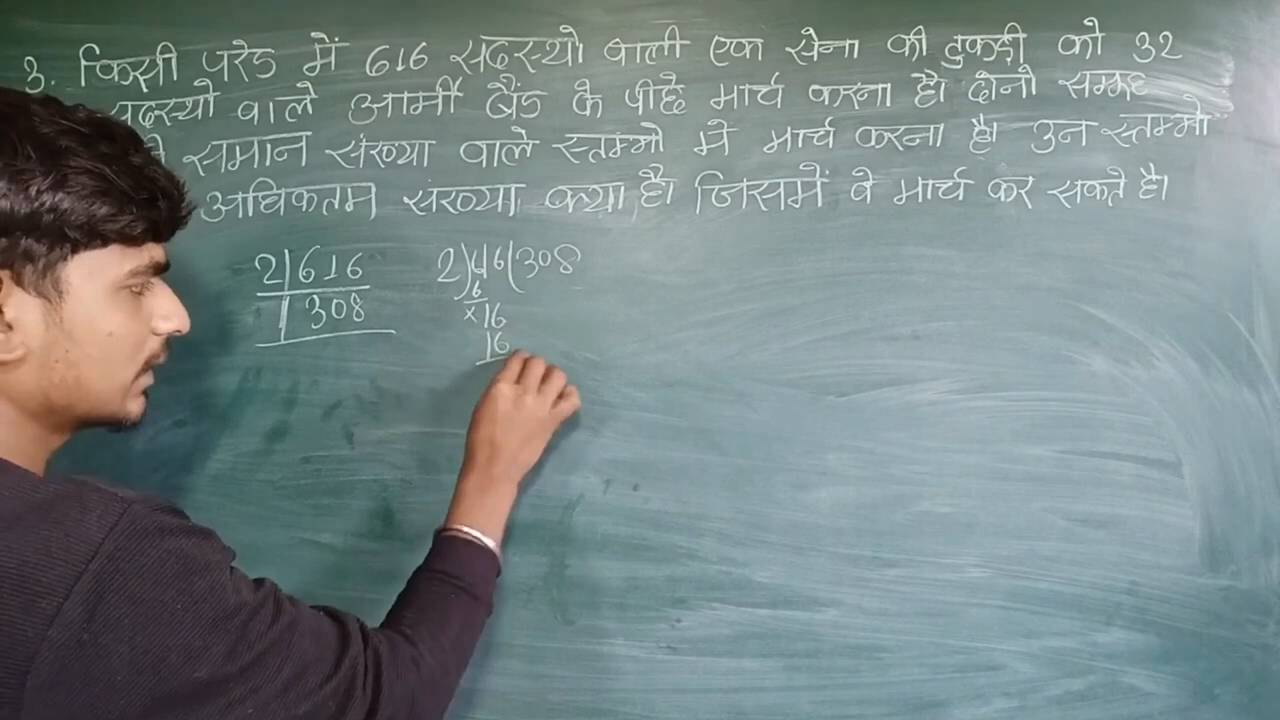 3. किसी परेड में 616 सदस्यो वाली एक सेना की टुकड़ी को 32
सदस्यो वाले आर्मी बैंड के पीछे मार्च करना है। दोनो समूह
समान संख्या वाले स्तम्भो में मार्च करना है। उन स्तम्भो
अधिकतम संख्या क्या है। जिसमें वे मार्च कर सकते है।
2 | 616
308
2)616(308
6
×16
16